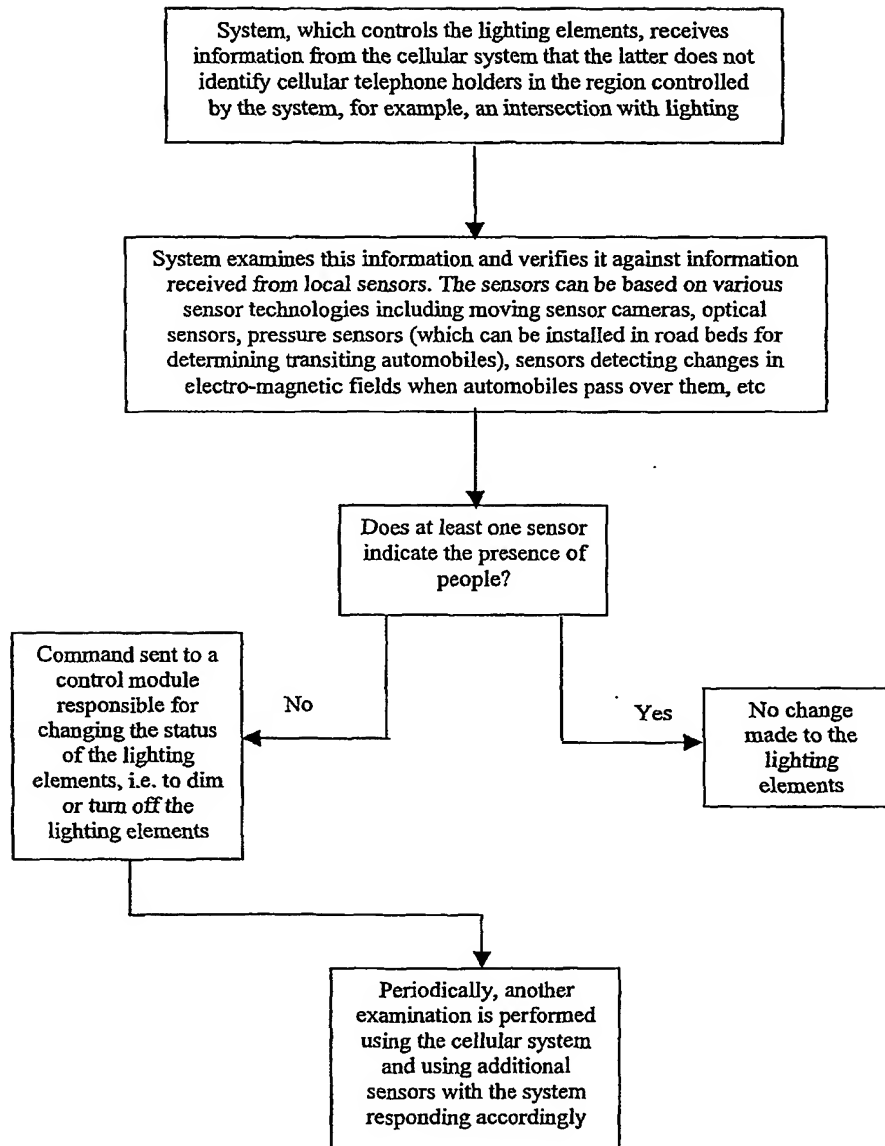 System, which controls the lighting elements, receives
information from the cellular system that the latter does not
identify cellular telephone holders in the region controlled
by the system, for example, an intersection with lighting
System examines this information and verifies it against information
received from local sensors. The sensors can be based on various
sensor technologies including moving sensor cameras, optical
sensors, pressure sensors (which can be installed in road beds for
determining transiting automobiles), sensors detecting changes in
electro-magnetic fields when automobiles pass over them, etc
Does at least one sensor
indicate the presence of
people?
Command sent to a
control module
responsible for
changing the status
of the lighting
elements, i.e. to dim
or turn off the
lighting elements
No
Yes
No change
made to the
lighting
elements
Periodically, another
examination is performed
using the cellular system
and using additional
sensors with the system
responding accordingly